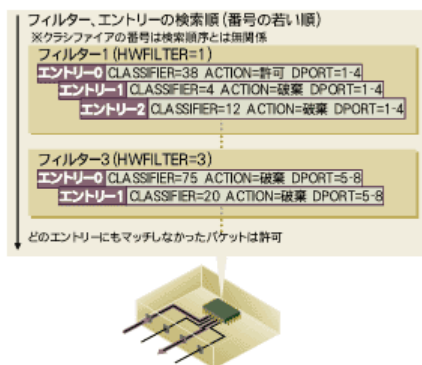 フィルター、エントリーの検索順(番号の若い順)
※クラシファイアの番号は検索順序とは無関係
フィルター1(HWFILTER=1)
エントリー0 CLASSIFIER=38 ACTION=許可 DPORT=1-4
エントリー1 CLASSIFIER=4 ACTION=破棄 DPORT=1-4
エントリー2 CLASSIFIER=12 ACTION=破棄 DPORT=1-4
フィルター3(HWFILTER=3)
エントリー0 CLASSIFIER=75 ACTION=破棄 DPORT=5-8
エントリー1 CLASSIFIER=20 ACTION=破棄 DPORT=5-8
どのエントリーにもマッチしなかったパケットは許可